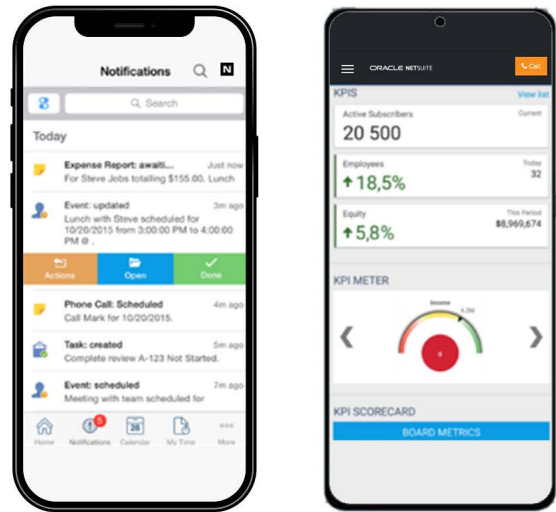 Notifications
N
Search
Today
Expense Report: awaiti... Just now
For Steve Jobs totalling $155.00. Lunch
Event: updated 3m ago
Lunch with Steve scheduled for
10/20/2015 from 3:00:00 PM to 4:00:00
PM @ .
Actions Open Done
Phone Call: Scheduled 4m ago
Call Mark for 10/20/2015.
Task: created 5m ago
Complete review A-123 Not Started.
Event: scheduled 7m ago
Meeting with team scheduled for
5
28
Home Notifications Calendar My Time More
ORACLE NETSUITE Call
KPIS View list
Active Subscribers Current
20 500
Employees Today
18,5% 32
Equity This Period
5,8% $8,969,674
KPI METER
Income
6.2M
0
KPI SCORECARD
BOARD METRICS